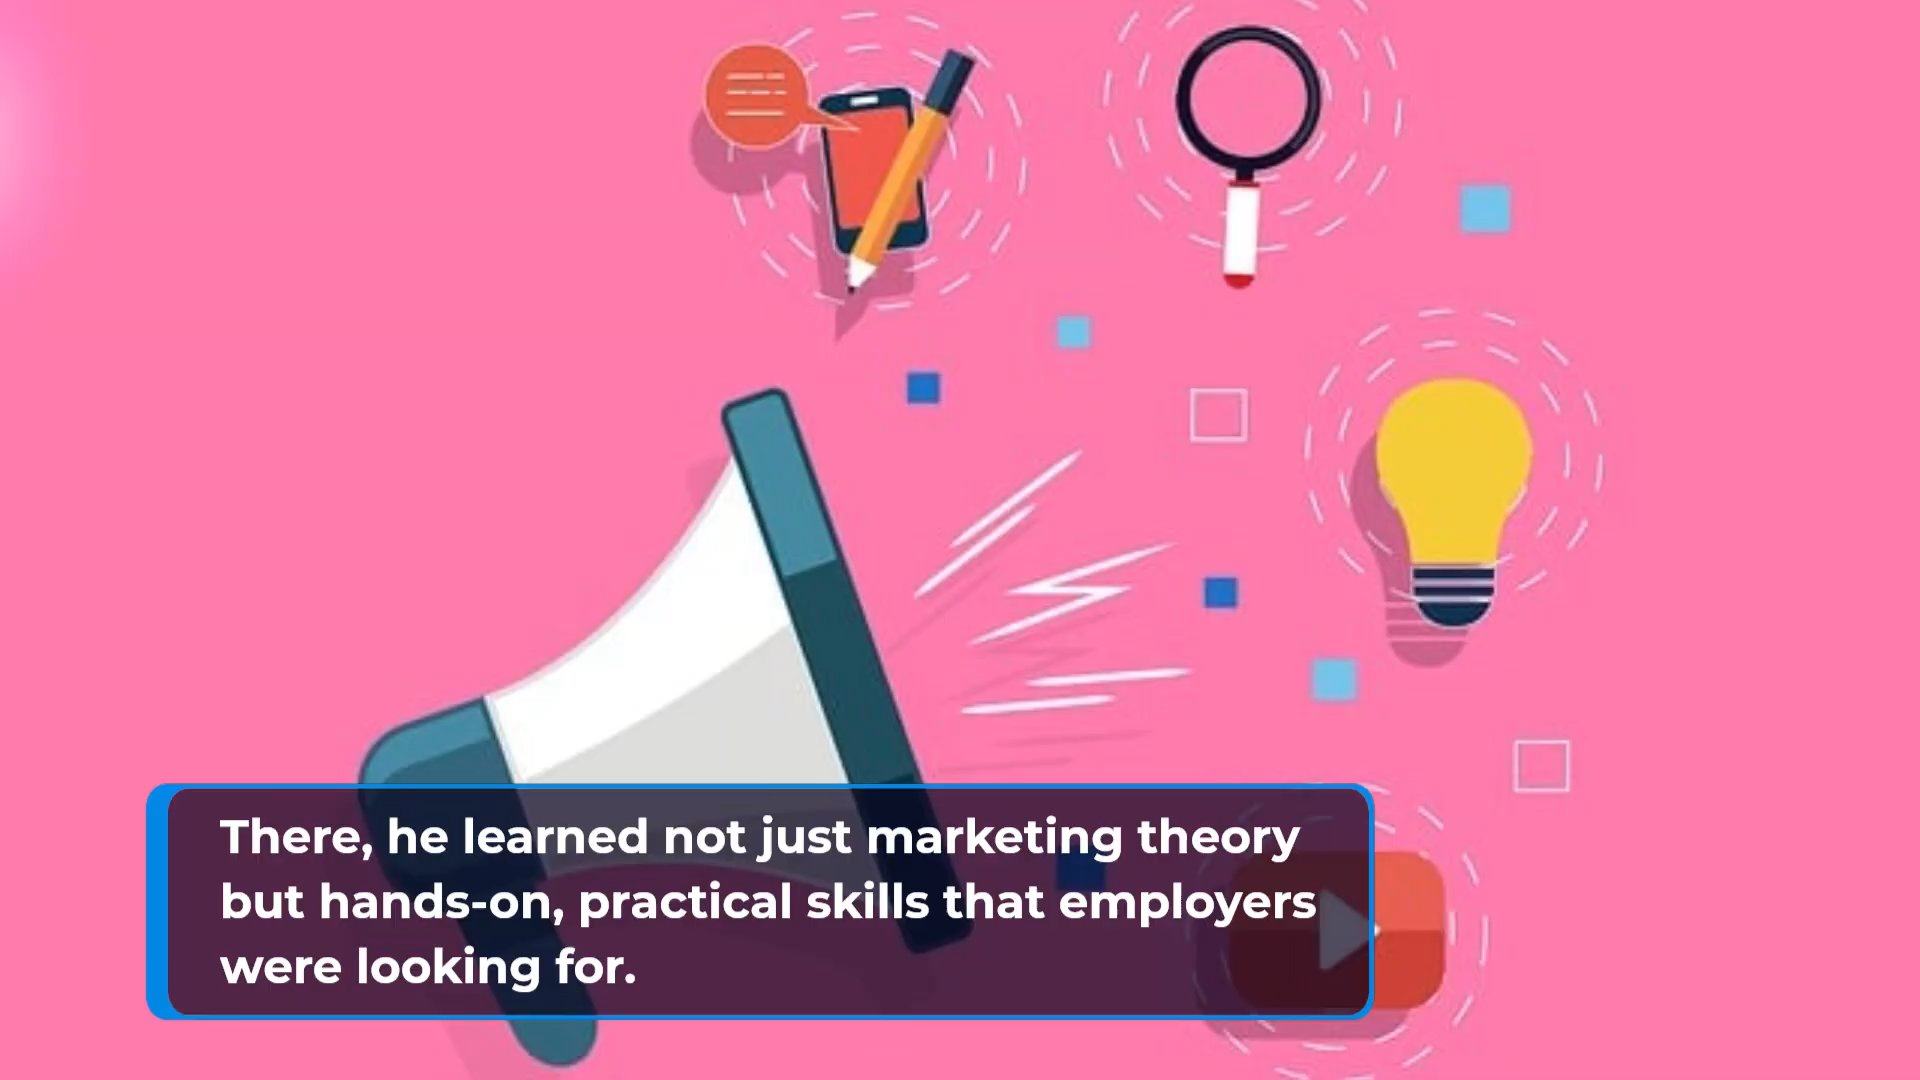 There, he learned not just marketing theory
but hands-on, practical skills that employers
were looking for.